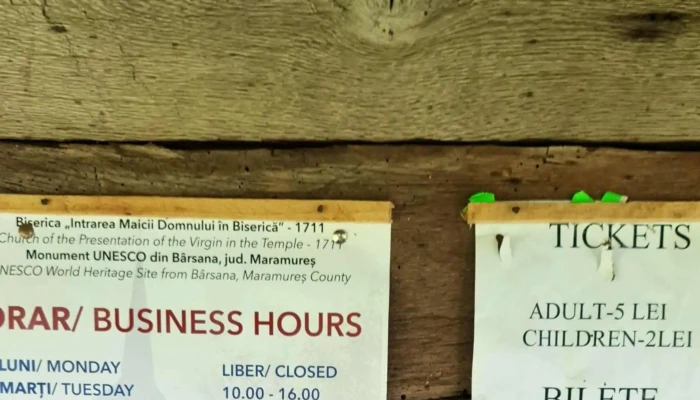 Biserica „Intrarea Maicii Domnului în Biserică" - 1711
Church of the Presentation of the Virgin in the Temple - 1711
Monument UNESCO din Bârsana, jud. Maramureș
UNESCO World Heritage Site from Bârsana, Maramureș County
ORAR/ BUSINESS HOURS
LUNI/ MONDAY LIBER/ CLOSED
MARȚI/ TUESDAY 10.00 - 16.00
TICKETS
ADULT-5 LEI
CHILDREN-2LEI
BILETE